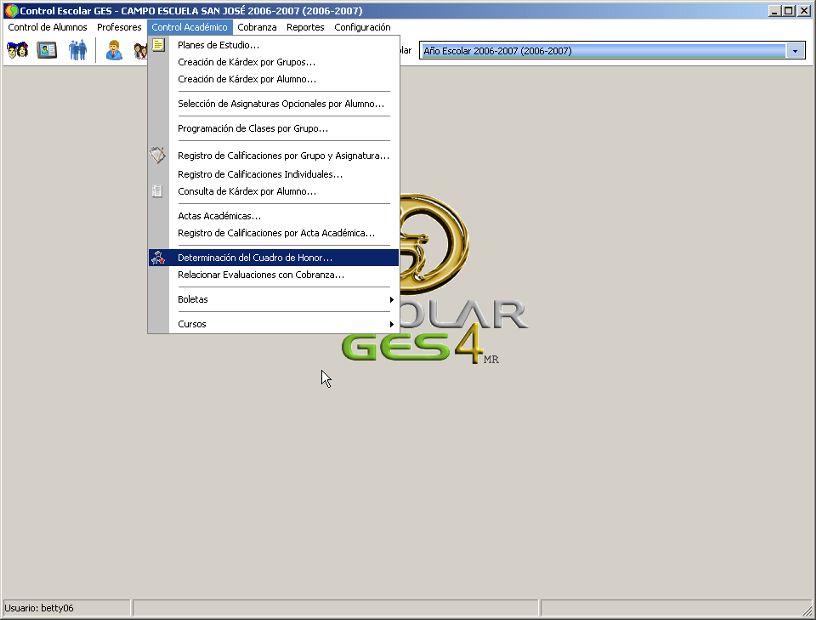 Control Escolar GES - CAMPO ESCUELA SAN JOSÉ 2006-2007 (2006-2007)
Control de Alumnos Profesores Control Académico Cobranza Reportes Configuración
lar Año Escolar 2006-2007 (2006-2007)
Planes de Estudio...
Creación de Kárdex por Grupos...
Creación de Kárdex por Alumno...
Selección de Asignaturas Opcionales por Alumno...
Programación de Clases por Grupo...
Registro de Calificaciones por Grupo y Asignatura...
Registro de Calificaciones Individuales...
Consulta de Kárdex por Alumno...
Actas Académicas...
Registro de Calificaciones por Acta Académica...
Determinación del Cuadro de Honor...
Relacionar Evaluaciones con Cobranza...
Boletas
Cursos
OLAR
GES4 MR
Usuario: betty06